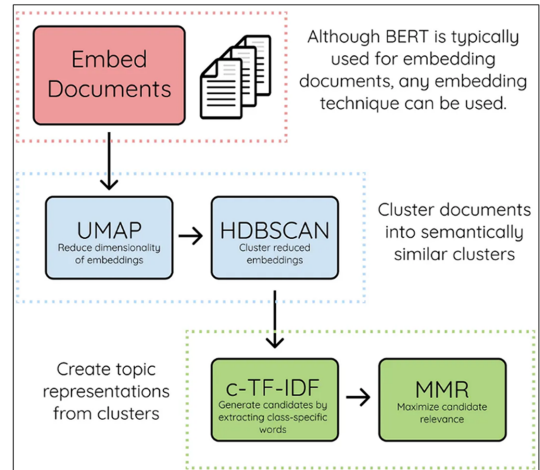 Embed
Documents
Although BERT is typically
used for embedding
documents, any embedding
technique can be used.
UMAP
Reduce dimensionality
of embeddings
HDBSCAN
Cluster reduced
embeddings
Cluster documents
into semantically
similar clusters
Create topic
representations
from clusters
c-TF-IDF
Generate candidates by
extracting class-specific
words
MMR
Maximize candidate
relevance